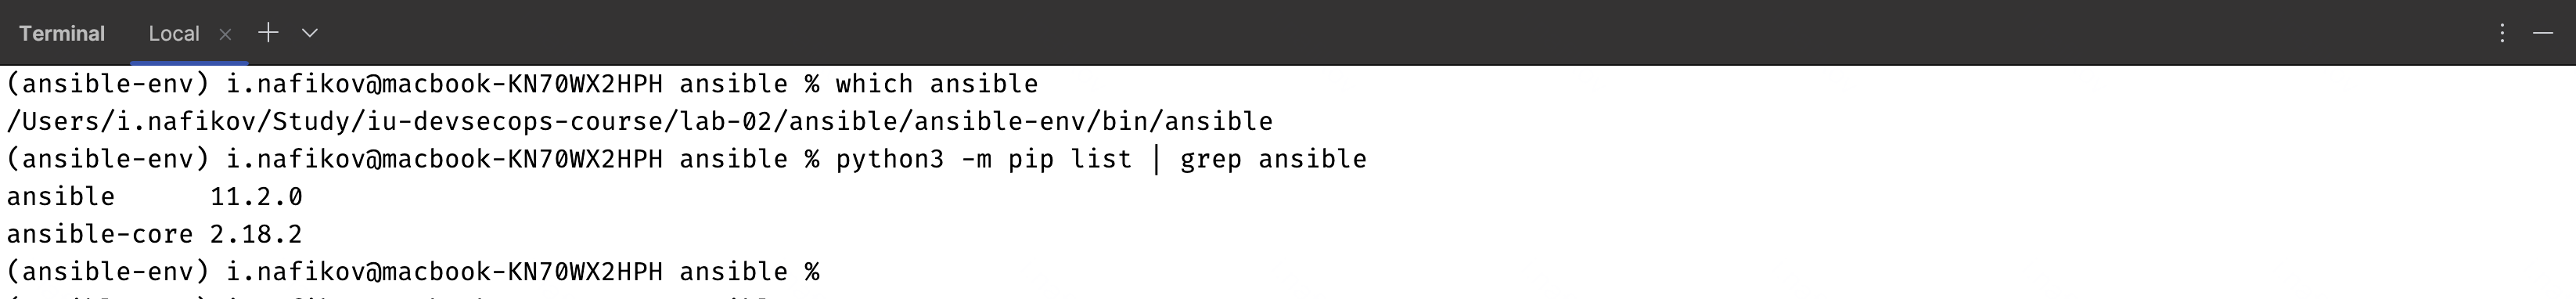 Terminal Local
(ansible-env) i.nafikov@macbook-KN70WX2HPH ansible % which ansible
/Users/i.nafikov/Study/iu-devsecops-course/lab-02/ansible/ansible-env/bin/ansible
(ansible-env) i.nafikov@macbook-KN70WX2HPH ansible % python3 -m pip list | grep ansible
ansible      11.2.0
ansible-core 2.18.2
(ansible-env) i.nafikov@macbook-KN70WX2HPH ansible %